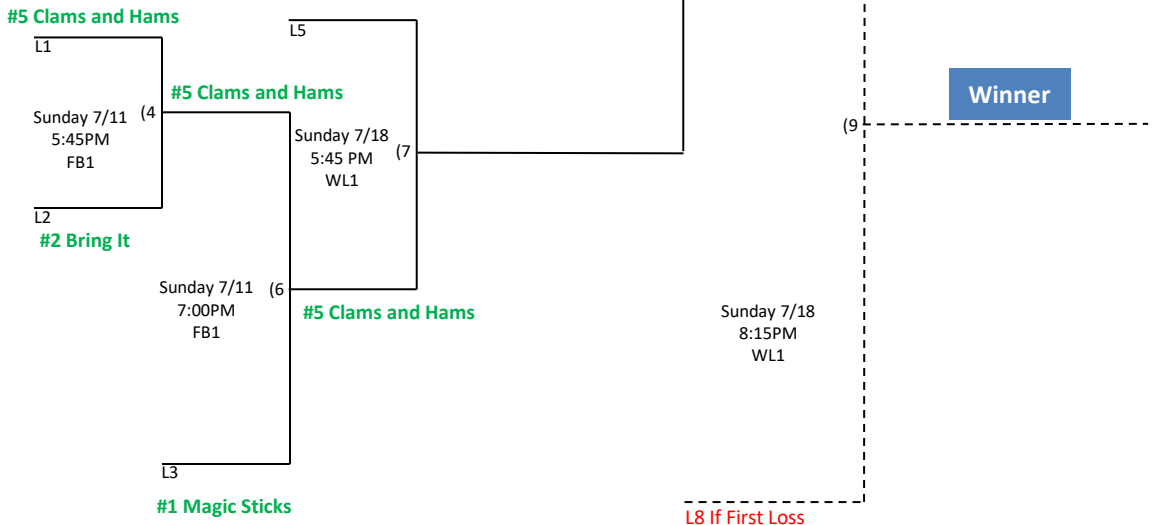 #5 Clams and Hams
L1
L5
Sunday 7/11
5:45PM
FB1
(4
#5 Clams and Hams
Sunday 7/18
5:45 PM
WL1
(7
(9
Winner
L2
#2 Bring It
Sunday 7/11
7:00PM
FB1
(6
#5 Clams and Hams
Sunday 7/18
8:15PM
WL1
L3
#1 Magic Sticks
L8 If First Loss